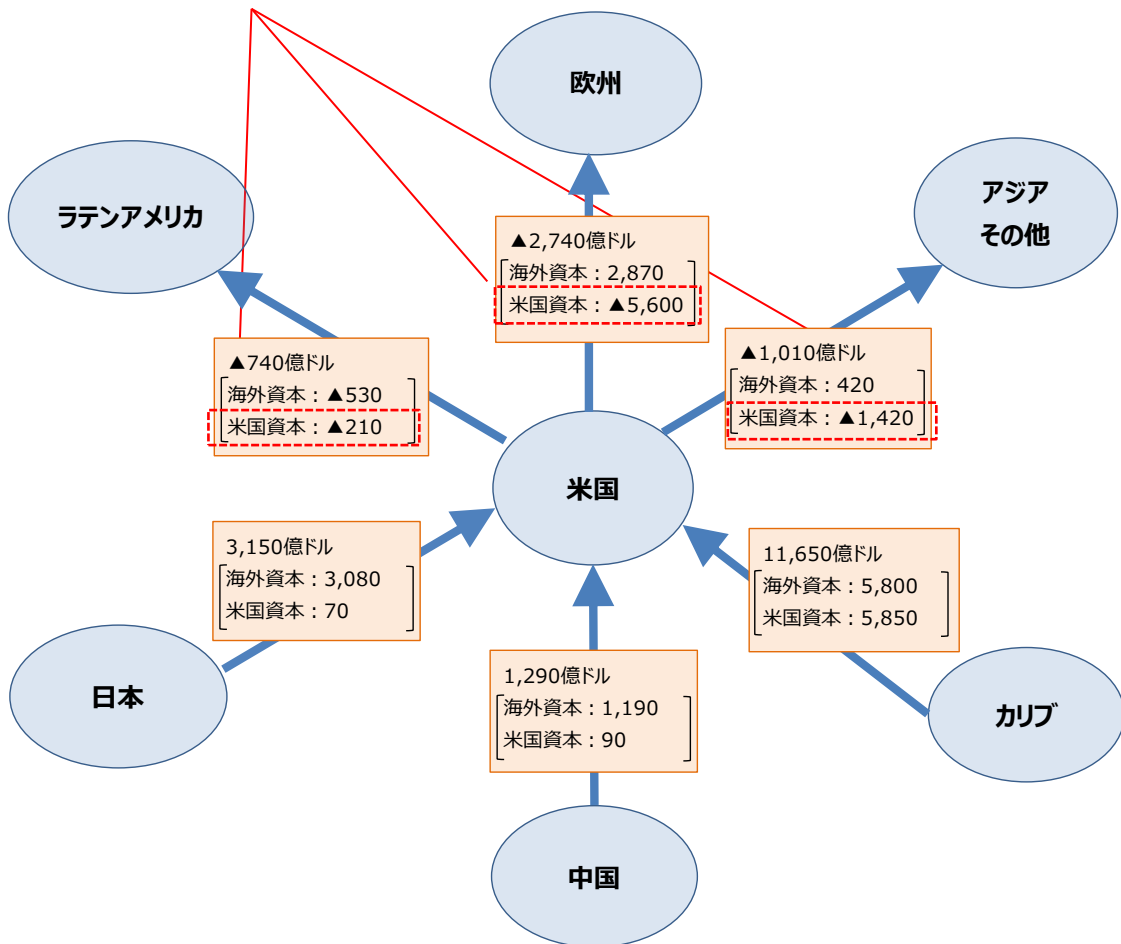 欧州
ラテンアメリカ
アジア
その他
▲2,740億ドル
海外資本：2,870
米国資本：▲5,600
▲740億ドル
海外資本：▲530
米国資本：▲210
▲1,010億ドル
海外資本：420
米国資本：▲1,420
米国
3,150億ドル
海外資本：3,080
米国資本：70
11,650億ドル
海外資本：5,800
米国資本：5,850
1,290億ドル
海外資本：1,190
米国資本：90
日本
カリブ
中国